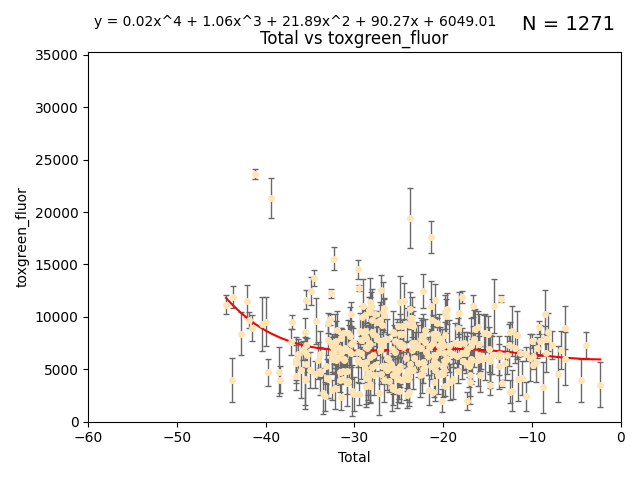 y = 0.02x^4 + 1.06x^3 + 21.89x^2 + 90.27x + 6049.01
N = 1271
Total vs toxgreen_fluor
35000
30000
25000
20000
15000
10000
5000
0
toxgreen_fluor
−60 −50 −40 −30 −20 −10 0
Total